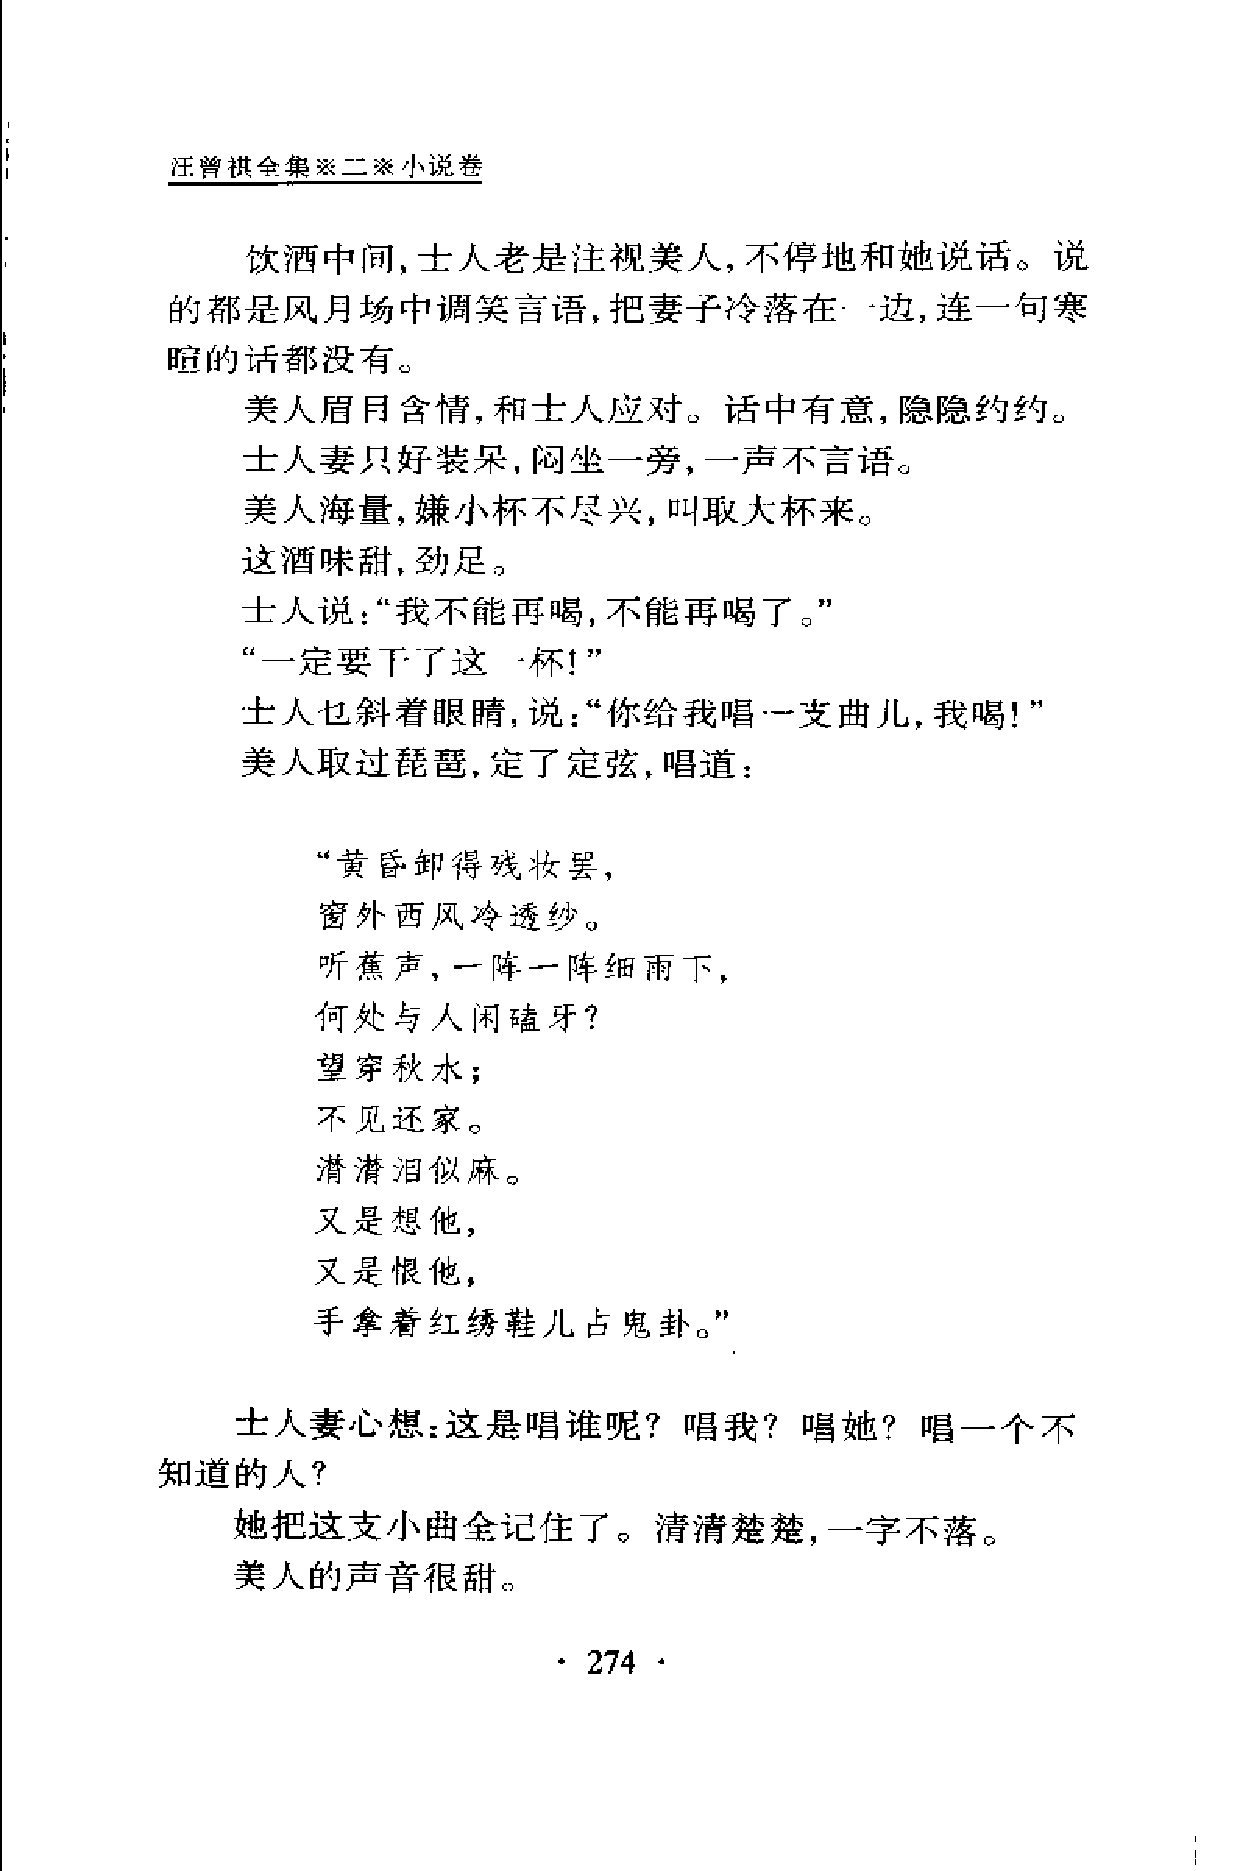 汪曾祺全集※二※小说卷
饮酒中间,士人老是注视美人,不停地和她说话。说
的都是风月场中调笑言语,把妻子冷落在一边,连一句寒
暄的话都没有。
美人眉目含情,和士人应对。话中有意,隐隐约约。
士人妻只好装呆,闷坐一旁,一声不言语。
美人海量,嫌小杯不尽兴,叫取大杯来。
这酒味甜,劲足。
士人说:“我不能再喝,不能再喝了。”
“一定要干了这一杯!”
士人乜斜着眼睛,说:“你给我唱一支曲儿,我喝!”
美人取过琵琶,定了定弦,唱道:
“黄昏卸得残妆罢,
窗外西风冷透纱。
听蕉声,一阵一阵细雨下,
何处与人闲磕牙?
望穿秋水;
不见还家。
潸潸泪似麻。
又是想他,
又是恨他,
手拿着红绣鞋儿占鬼卦。”
士人妻心想:这是唱谁呢? 唱我? 唱她? 唱一个不
知道的人?
她把这支小曲全记住了。清清楚楚,一字不落。
美人的声音很甜。
· 274 ·